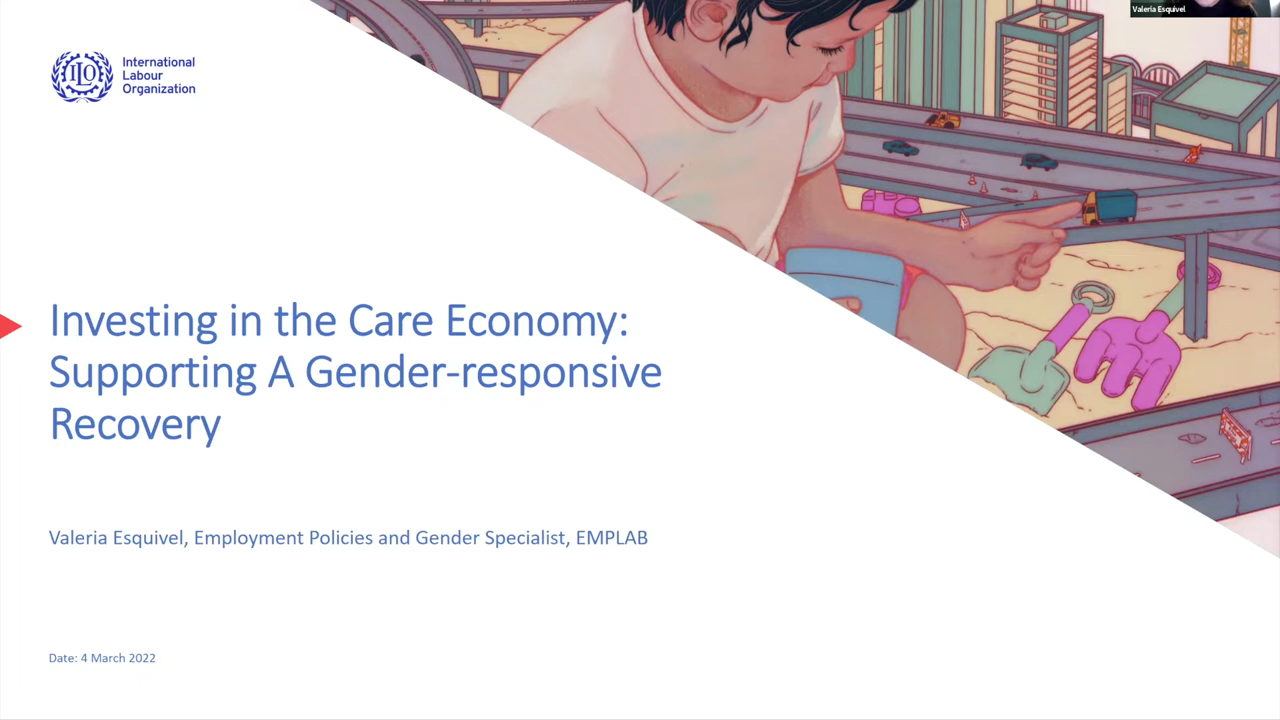 Valeria Esquivel
International
Labour
Organization
Investing in the Care Economy:
Supporting A Gender-responsive
Recovery
Valeria Esquivel, Employment Policies and Gender Specialist, EMPLAB
Date: 4 March 2022